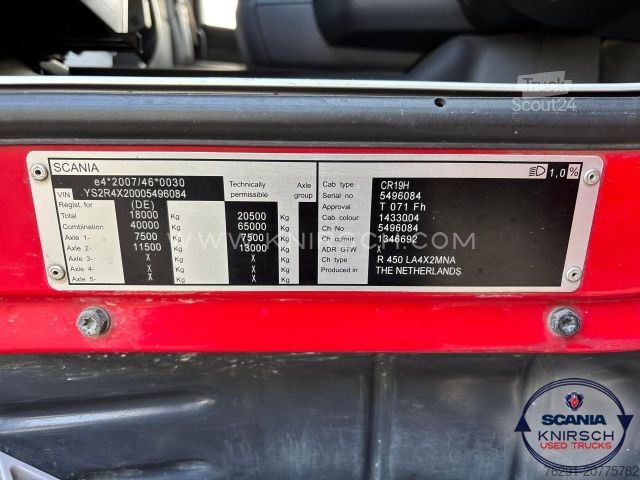 Truck
Scout24
SCANIA
1,0%
e4*2007/46*0030
VIN YS2R4X20005496084
Technically permissible
Axle group
Regist. for (DE)
Total 18000 Kg 20500 Kg
Combination 40000 Kg 65000 Kg
Axle 1- 7500 Kg 7500 Kg
Axle 2- 11500 Kg 13000 Kg
Axle 3- X Kg X Kg
Axle 4- X Kg X Kg
Axle 5- X Kg X Kg
Cab type CR19H
Serial no 5496084
Approval T 071 Fh
Cab colour 1433004
Ch No 5496084
Ch colour 1346692
ADR GTW X
Ch type R 450 LA4X2MNA
Produced in THE NETHERLANDS
WWW.KNIRSCH.COM
SCANIA
KNIRSCH
USED TRUCKS
76201-20775782